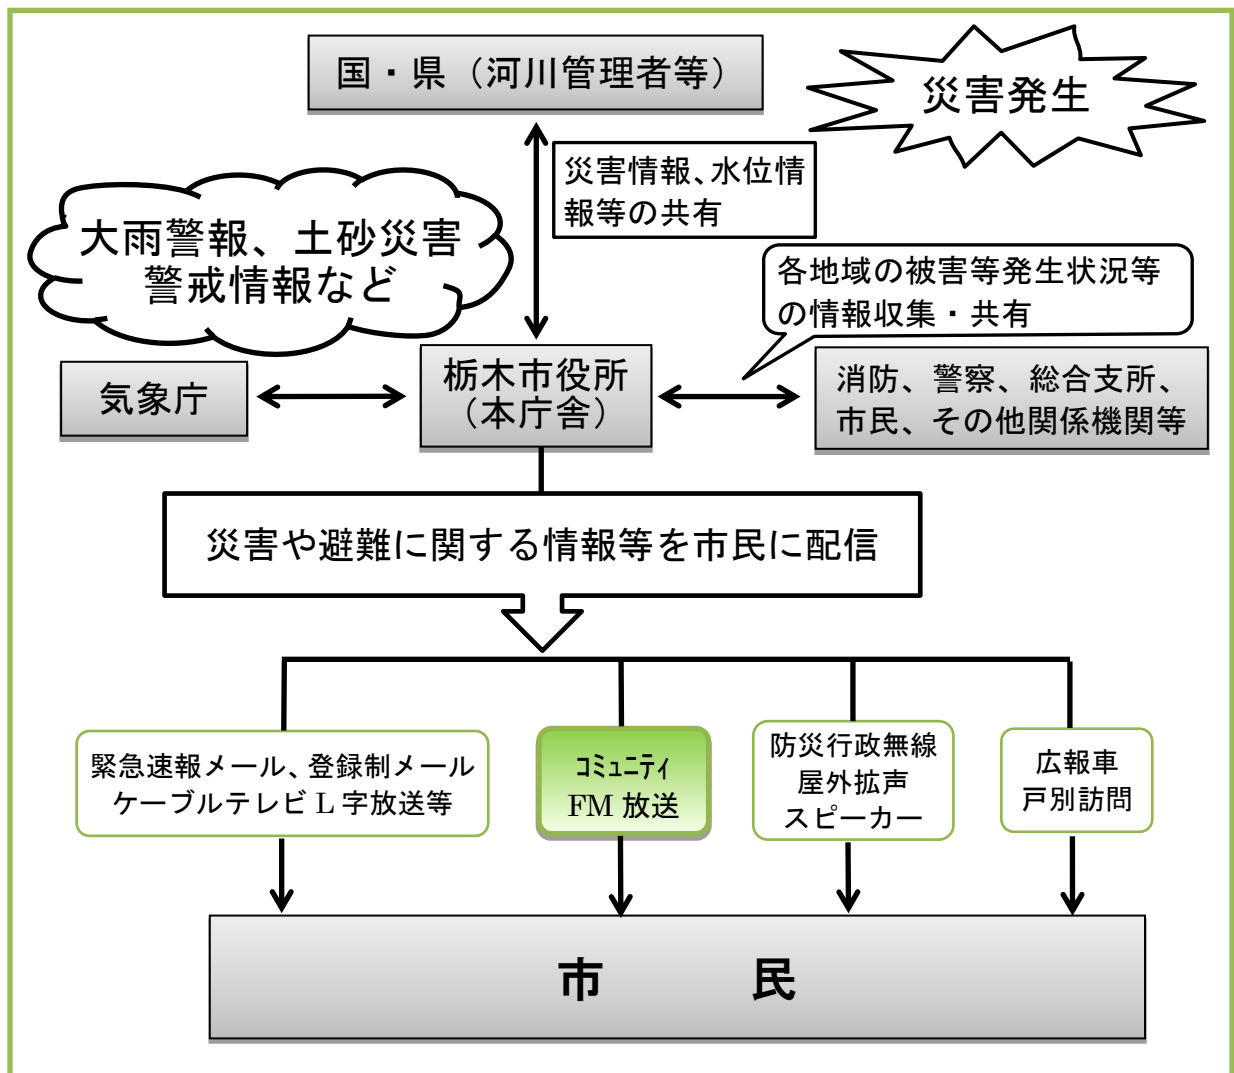 国・県（河川管理者等）
災害発生
災害情報、水位情
報等の共有
大雨警報、土砂災害
警戒情報など
各地域の被害等発生状況等
の情報収集・共有
気象庁
栃木市役所
（本庁舎）
消防、警察、総合支所、
市民、その他関係機関等
災害や避難に関する情報等を市民に配信
緊急速報メール、登録制メール
ケーブルテレビ L 字放送等
ｺﾐｭﾆﾃｨ
FM 放送
防災行政無線
屋外拡声
スピーカー
広報車
戸別訪問
市　　　民